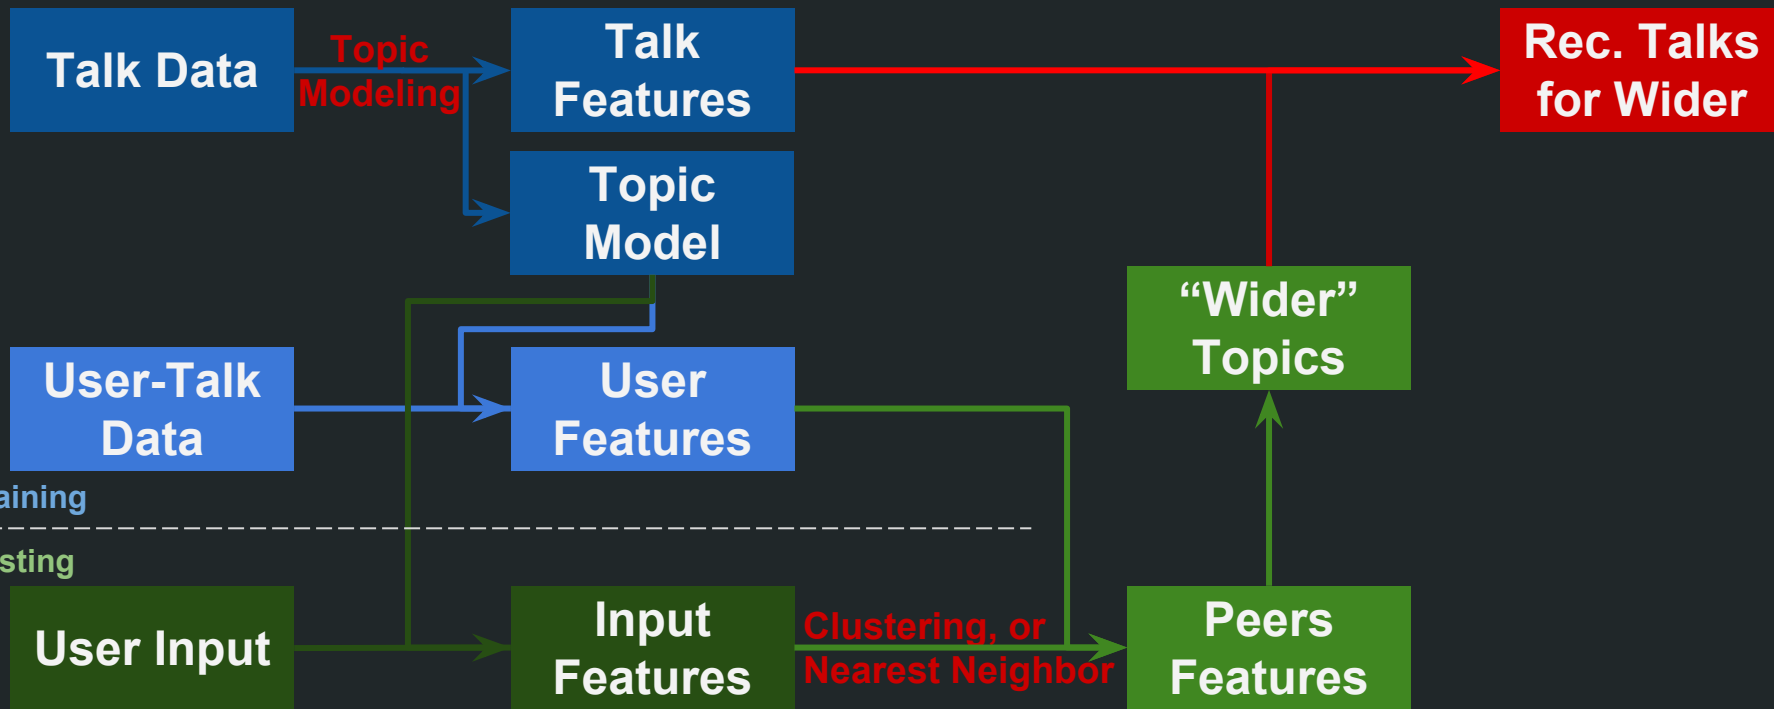 Talk Data
Topic
Modeling
Talk
Features
Rec. Talks
for Wider
Topic
Model
“Wider”
Topics
User-Talk
Data
User
Features
aining
sting
User Input
Input
Features
Clustering, or
Nearest Neighbor
Peers
Features